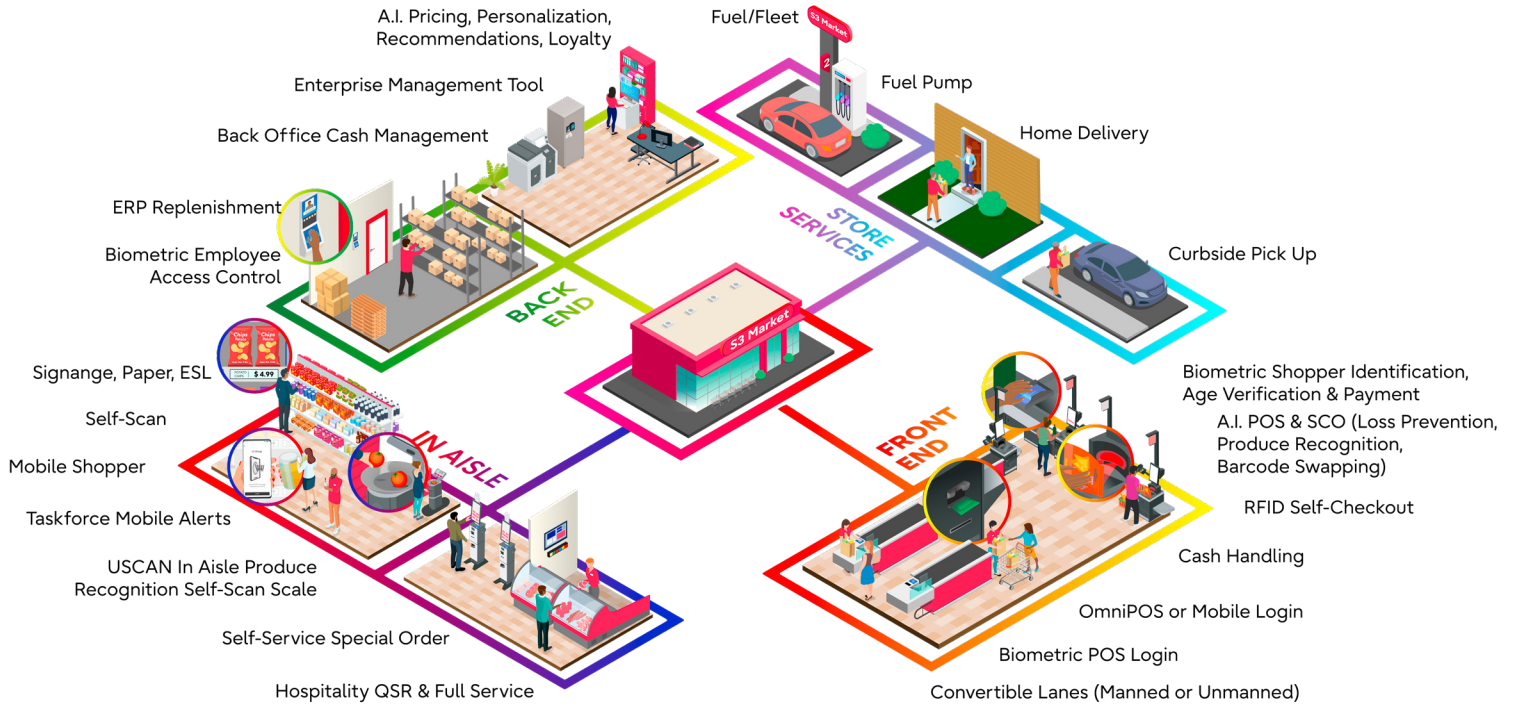 A.I. Pricing, Personalization,
Recommendations, Loyalty
Enterprise Management Tool
Back Office Cash Management
ERP Replenishment
Biometric Employee
Access Control
BACK
END
Fuel/Fleet
S3 Market
2
Fuel Pump
Home Delivery
Curbside Pick Up
STORE
SERVICES
S3 Market
Chips
Chips
$ 4.99
Signange, Paper, ESL
Self-Scan
Mobile Shopper
Taskforce Mobile Alerts
USCAN In Aisle Produce
Recognition Self-Scan Scale
Self-Service Special Order
Hospitality QSR & Full Service
IN AISLE
FRONT
END
Biometric Shopper Identification,
Age Verification & Payment
A.I. POS & SCO (Loss Prevention,
Produce Recognition,
Barcode Swapping)
RFID Self-Checkout
Cash Handling
OmniPOS or Mobile Login
Biometric POS Login
Convertible Lanes (Manned or Unmanned)